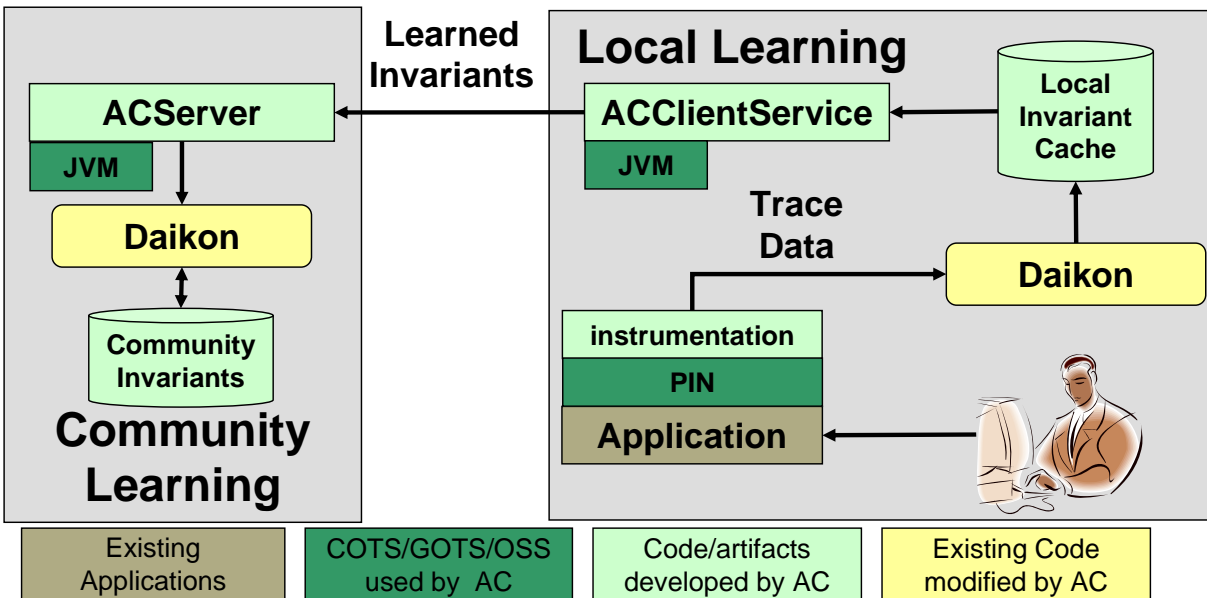 Learned
Invariants
Local Learning
ACServer
JVM
Daikon
Community
Invariants
Community
Learning
ACClientService
JVM
Local
Invariant
Cache
Trace
Data
Daikon
instrumentation
PIN
Application
Existing
Applications
COTS/GOTS/OSS
used by AC
Code/artifacts
developed by AC
Existing Code
modified by AC